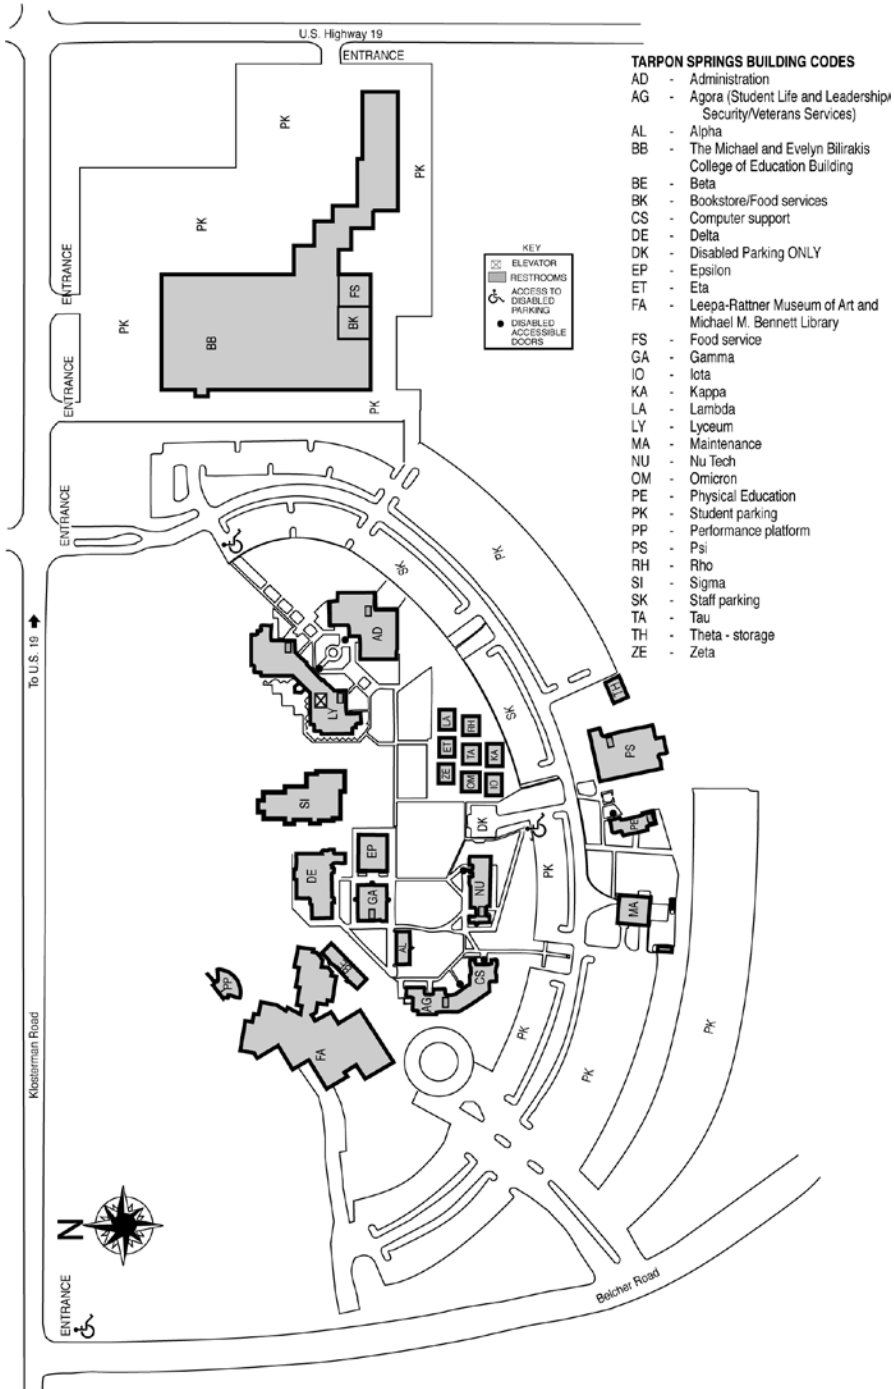 U.S. Highway 19
ENTRANCE
TARPON SPRINGS BUILDING CODES
AD - Administration
AG - Agora (Student Life and Leadership/
Security/Veterans Services)
AL - Alpha
BB - The Michael and Evelyn Bilirakis
College of Education Building
BE - Beta
BK - Bookstore/Food services
CS - Computer support
DE - Delta
DK - Disabled Parking ONLY
EP - Epsilon
ET - Eta
FA - Leepa-Rattner Museum of Art and
Michael M. Bennett Library
FS - Food service
GA - Gamma
IO - Iota
KA - Kappa
LA - Lambda
LY - Lyceum
MA - Maintenance
NU - Nu Tech
OM - Omicron
PE - Physical Education
PK - Student parking
PP - Performance platform
PS - Psi
RH - Rho
SI - Sigma
SK - Staff parking
TA - Tau
TH - Theta - storage
ZE - Zeta
KEY
ELEVATOR
RESTROOMS
ACCESS TO
DISABLED
PARKING
DISABLED
ACCESSIBLE
DOORS
PK
PK
PK
ENTRANCE
PK
FS
BK
BB
ENTRANCE
PK
ENTRANCE
PK
SK
AD
To U.S. 19
LY
TH
SK
LA
RH
ET
TA
KA
ZE
OM
IO
PS
SI
DK
PE
EP
DE
PK
GA
NU
MA
AL
PP
CS
AG
FA
PK
PK
PK
Klosterman Road
N
ENTRANCE
Belcher Road